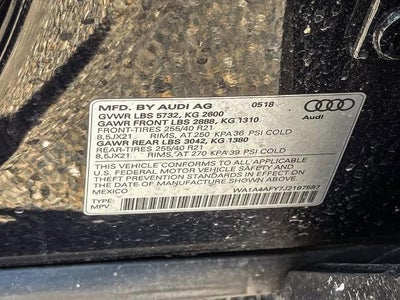 MFD. BY AUDI AG 0518
GVWR LBS 5732, KG 2600
GAWR FRONT LBS 2888, KG 1310
FRONT-TIRES 255/40 R21
8,5JX21 RIMS, AT 250 KPA 36 PSI COLD
GAWR REAR LBS 3042, KG 1380
REAR-TIRES 255/40 R21
8,5JX21 RIMS, AT 270 KPA 39 PSI COLD
THIS VEHICLE CONFORMS TO ALL APPLICABLE
U.S. FEDERAL MOTOR VEHICLE SAFETY AND
THEFT PREVENTION STANDARDS IN EFFECT ON THE
DATE OF MANUFACTURE SHOWN ABOVE.
MEXICO WA1A4AFY7J2197597
TYPE:
MPV
Audi